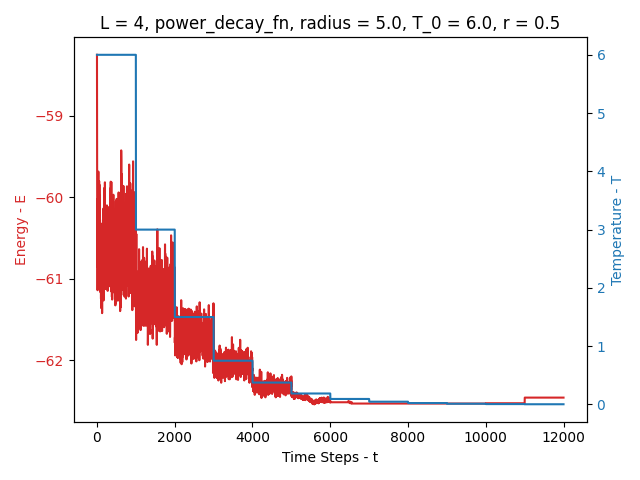 L = 4, power_decay_fn, radius = 5.0, T_0 = 6.0, r = 0.5
Energy - E
−59
−60
−61
−62
6
5
4
3
2
1
0
Temperature - T
0 2000 4000 6000 8000 10000 12000
Time Steps - t